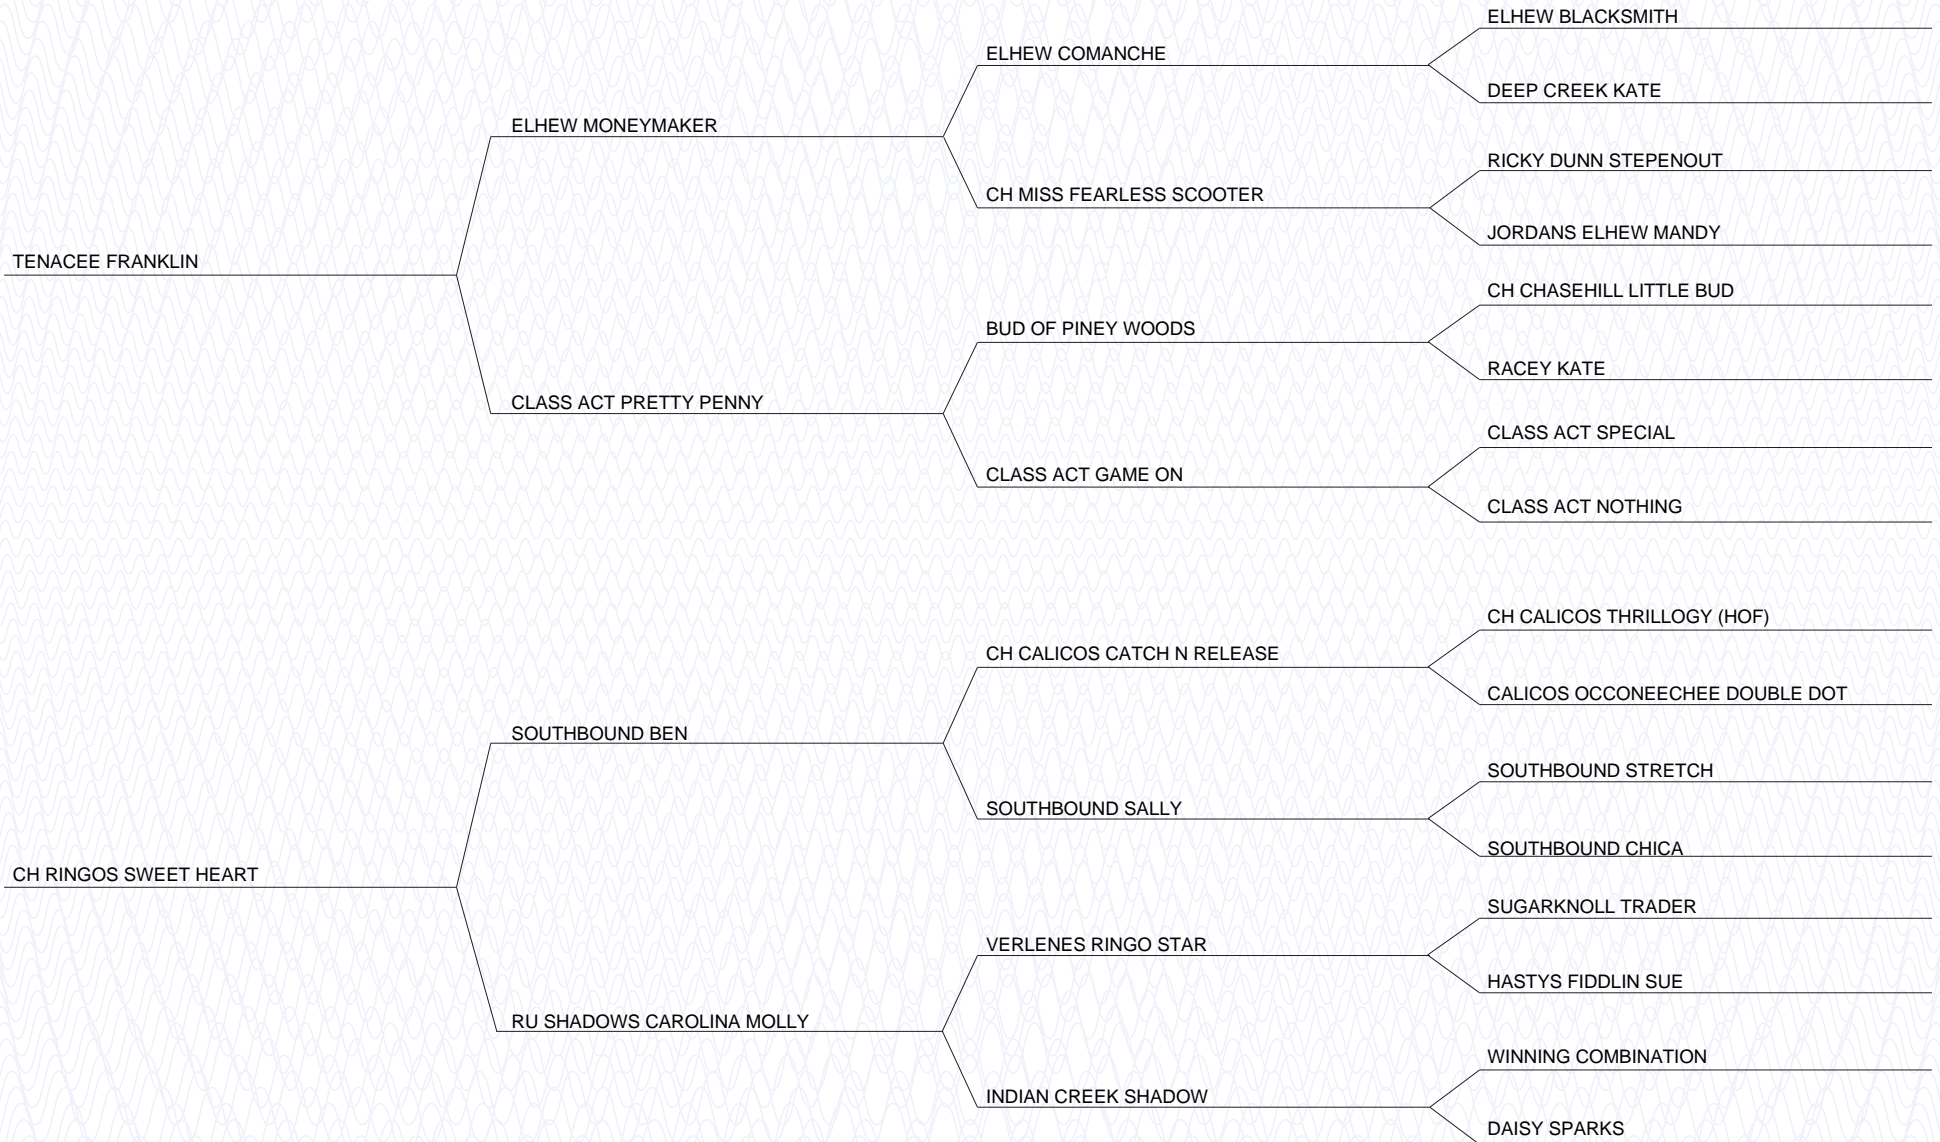 ELHEW BLACKSMITH
ELHEW COMANCHE
DEEP CREEK KATE
ELHEW MONEYMAKER
RICKY DUNN STEPENOUT
CH MISS FEARLESS SCOOTER
JORDANS ELHEW MANDY
TENACEE FRANKLIN
CH CHASEHILL LITTLE BUD
BUD OF PINEY WOODS
RACEY KATE
CLASS ACT PRETTY PENNY
CLASS ACT SPECIAL
CLASS ACT GAME ON
CLASS ACT NOTHING
CH CALICOS THRILLOGY (HOF)
CH CALICOS CATCH N RELEASE
CALICOS OCCONEECHEE DOUBLE DOT
SOUTHBOUND BEN
SOUTHBOUND STRETCH
SOUTHBOUND SALLY
SOUTHBOUND CHICA
CH RINGOS SWEET HEART
SUGARKNOLL TRADER
VERLENES RINGO STAR
HASTYS FIDDLIN SUE
RU SHADOWS CAROLINA MOLLY
WINNING COMBINATION
INDIAN CREEK SHADOW
DAISY SPARKS